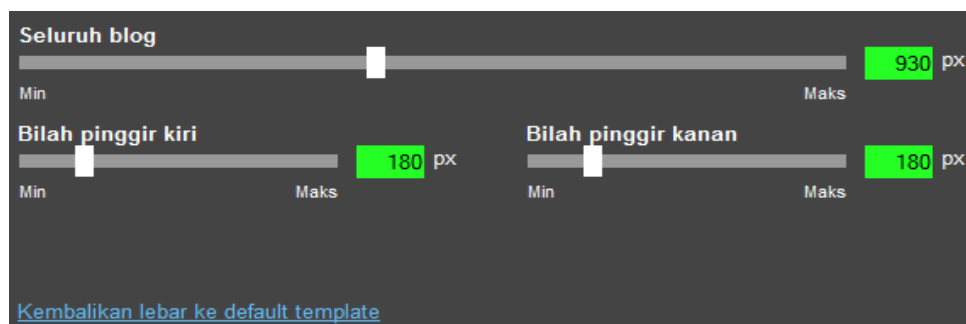 Seluruh blog
930 px
Min Maks
Bilah pinggir kiri Bilah pinggir kanan
180 px 180 px
Min Maks Min Maks
Kembalikan lebar ke default template